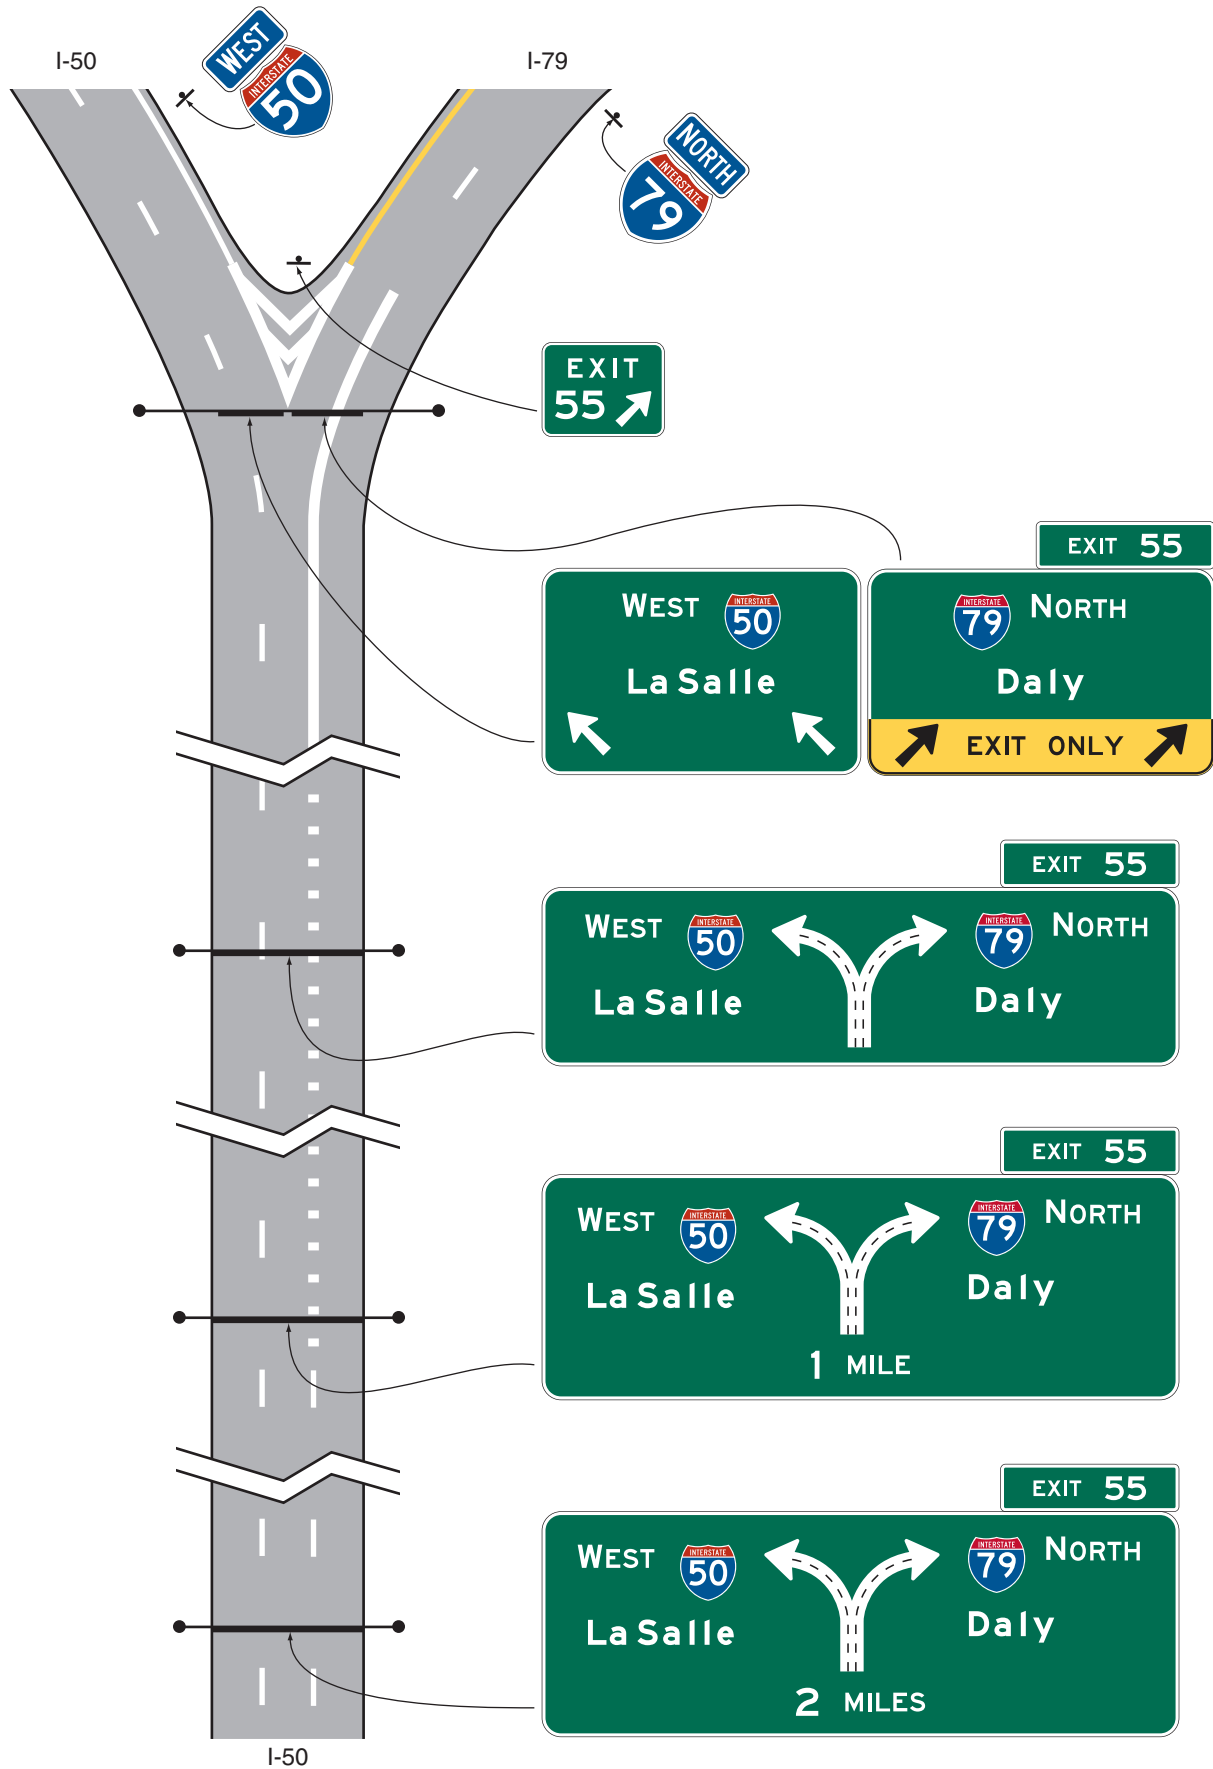 I-50
WEST
INTERSTATE
50
I-79
NORTH
INTERSTATE
79
EXIT
55
EXIT 55
WEST INTERSTATE 50
La Salle
INTERSTATE 79 NORTH
Daly
EXIT ONLY
EXIT 55
WEST INTERSTATE 50 INTERSTATE 79 NORTH
La Salle Daly
EXIT 55
WEST INTERSTATE 50 INTERSTATE 79 NORTH
La Salle Daly
1 MILE
EXIT 55
WEST INTERSTATE 50 INTERSTATE 79 NORTH
La Salle Daly
2 MILES
I-50